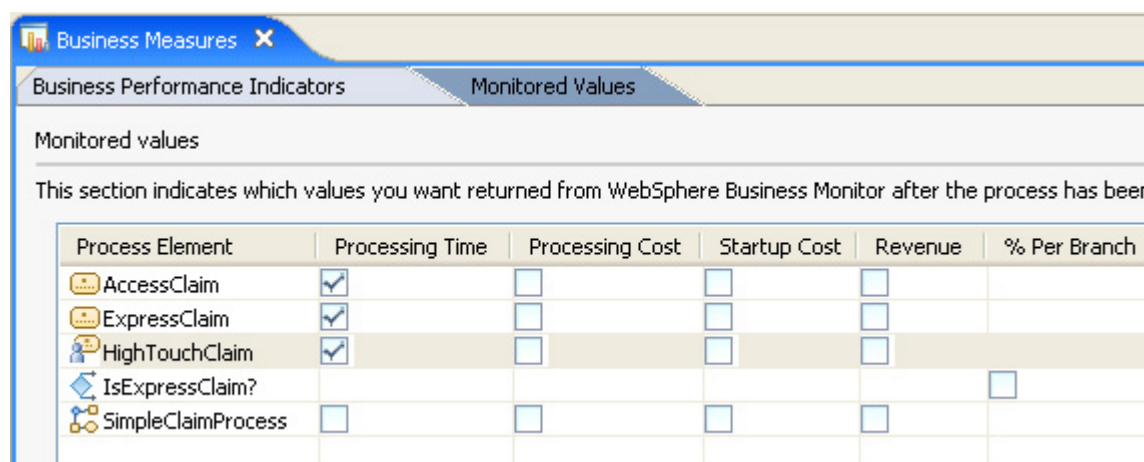 Business Measures
Business Performance Indicators Monitored Values
Monitored values
This section indicates which values you want returned from WebSphere Business Monitor after the process has been
Process Element Processing Time Processing Cost Startup Cost Revenue % Per Branch
AccessClaim
ExpressClaim
HighTouchClaim
IsExpressClaim?
SimpleClaimProcess